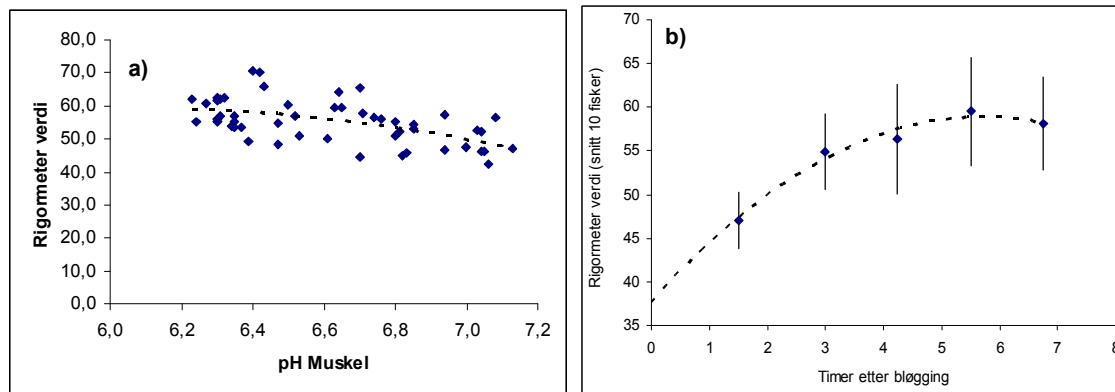 a)
Rigormeter verdi
80,0
70,0
60,0
50,0
40,0
30,0
20,0
10,0
0,0
6,0 6,2 6,4 6,6 6,8 7,0 7,2
pH Muskel
b)
Rigormeter verdi (snitt 10 fisker)
70
65
60
55
50
45
40
35
0 1 2 3 4 5 6 7 8
Timer etter bløgging